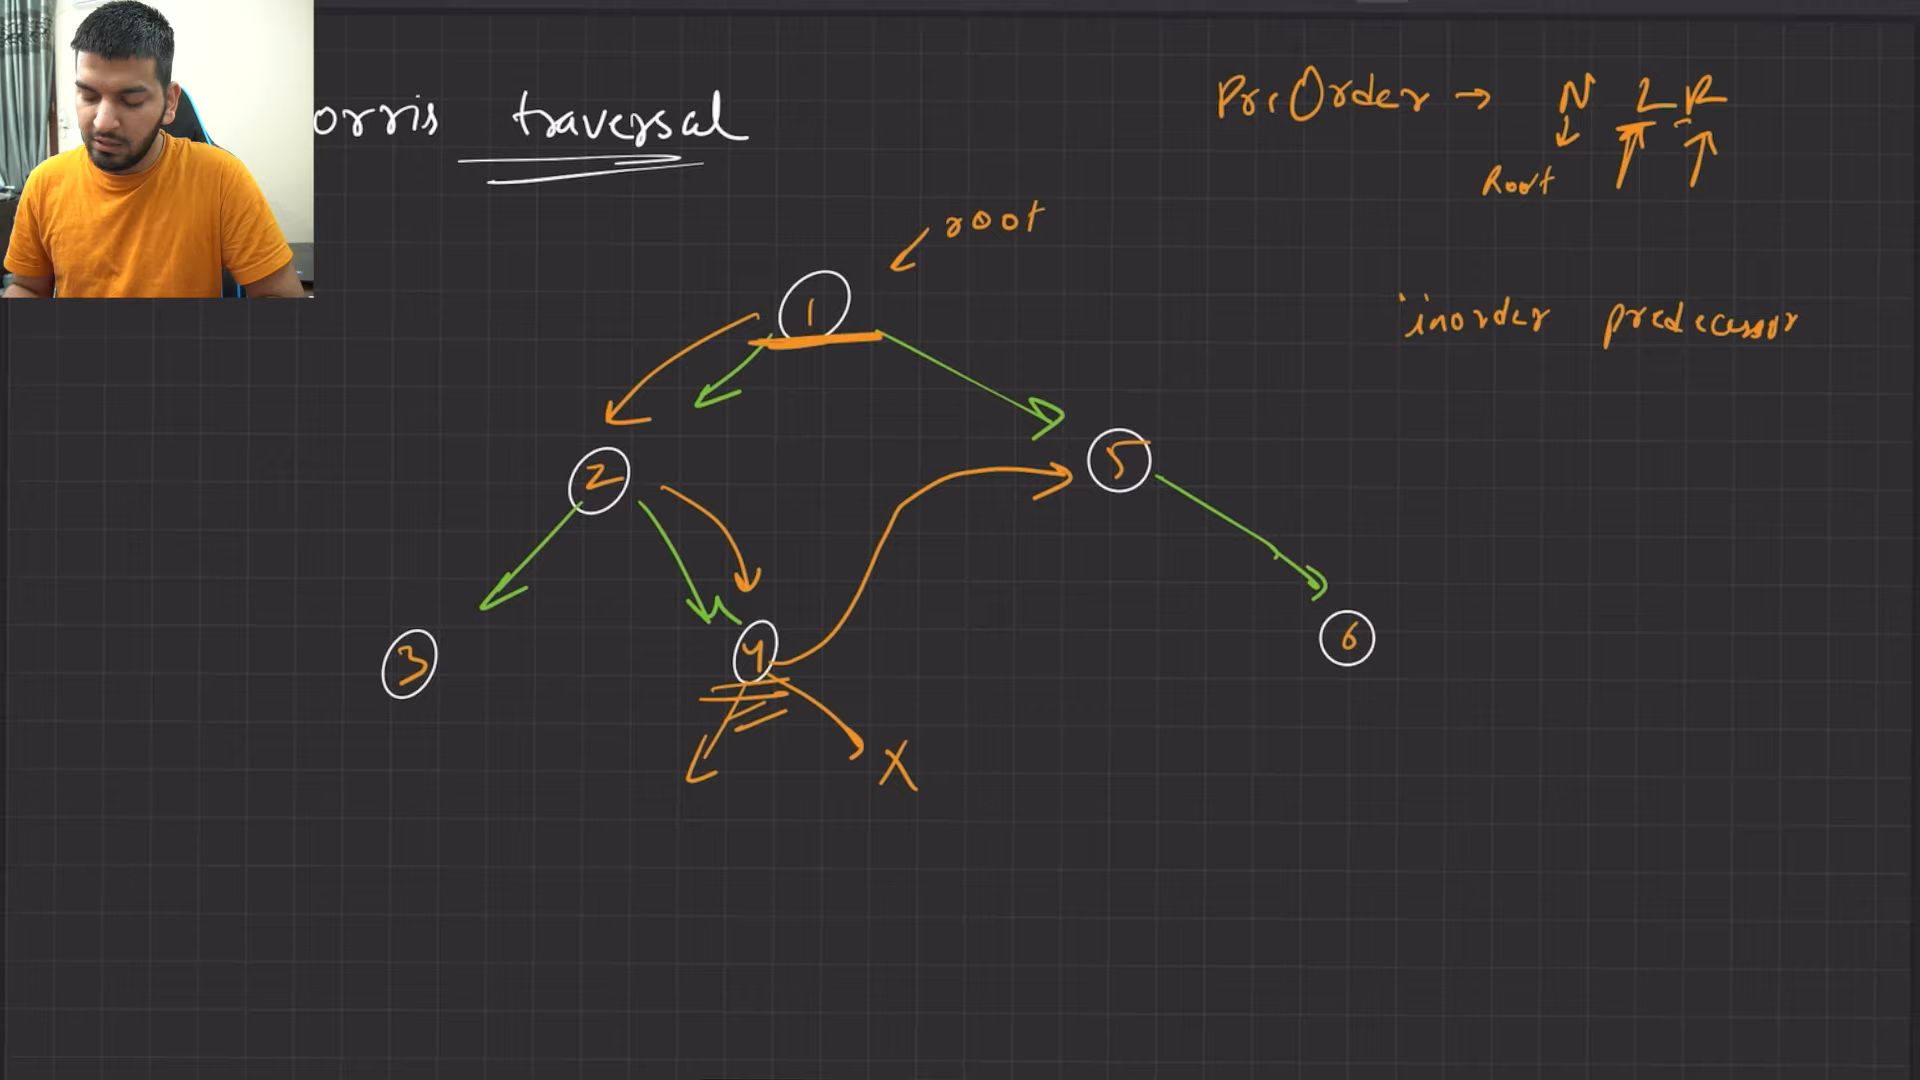 orris traversal
PreOrder → N L R
Root
root
inorder predecessor
1
2
5
3
4
6
X